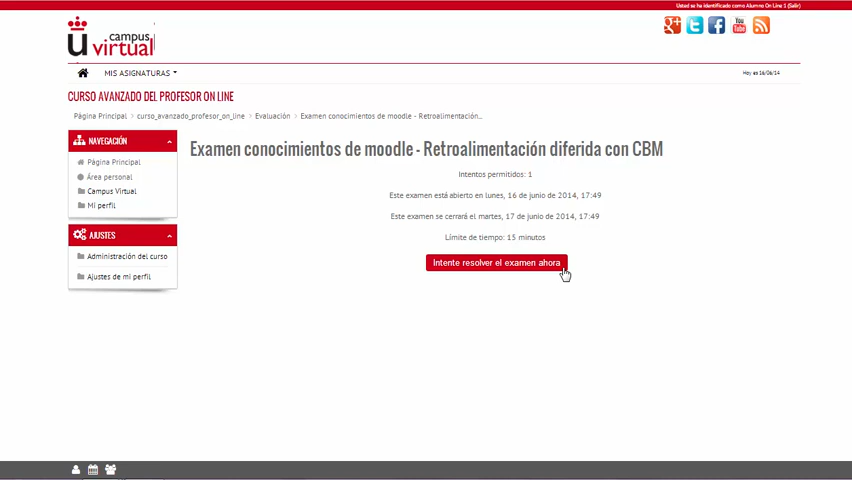 Usted se ha identificado como Alumno On Line 1 (Salir)
campus
u virtual
You
Tube
MIS ASIGNATURAS
Hoy es 16/06/14
CURSO AVANZADO DEL PROFESOR ON LINE
Página Principal > curso_avanzado_profesor_on_line > Evaluación > Examen conocimientos de moodle - Retroalimentación...
NAVEGACIÓN
Página Principal
Área personal
Campus Virtual
Mi perfil
AJUSTES
Administración del curso
Ajustes de mi perfil
Examen conocimientos de moodle - Retroalimentación diferida con CBM
Intentos permitidos: 1
Este examen está abierto en lunes, 16 de junio de 2014, 17:49
Este examen se cerrará el martes, 17 de junio de 2014, 17:49
Límite de tiempo: 15 minutos
Intente resolver el examen ahora